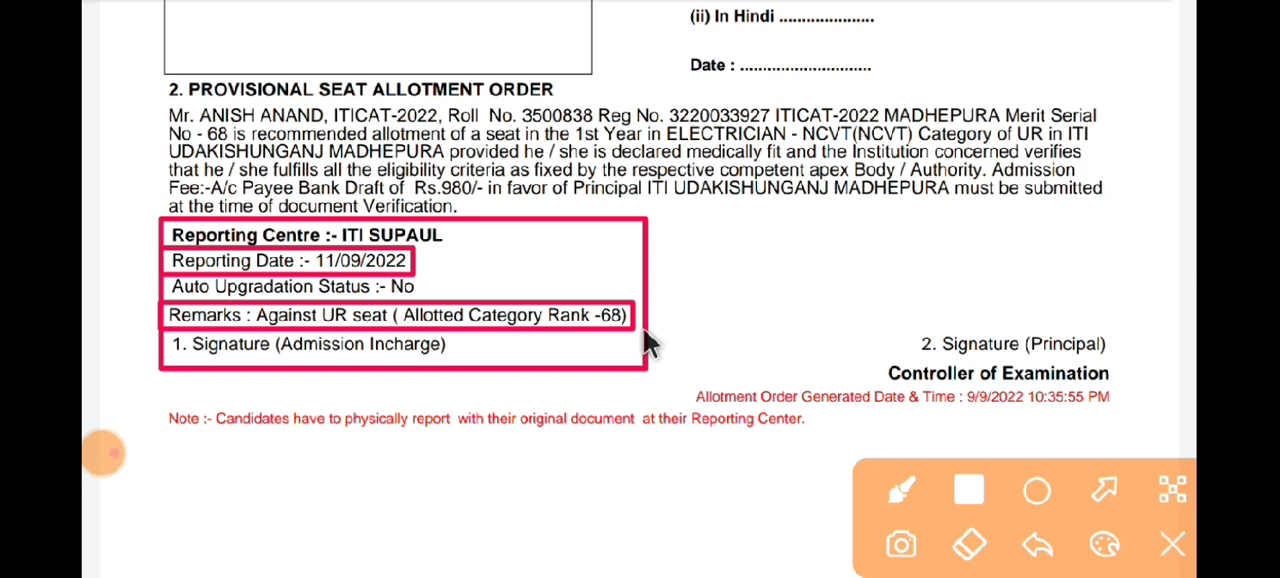 (ii) In Hindi .....................
Date : .............................
2. PROVISIONAL SEAT ALLOTMENT ORDER
Mr. ANISH ANAND, ITICAT-2022, Roll No. 3500838 Reg No. 3220033927 ITICAT-2022 MADHEPURA Merit Serial
No - 68 is recommended allotment of a seat in the 1st Year in ELECTRICIAN - NCVT(NCVT) Category of UR in ITI
UDAKISHUNGANJ MADHEPURA provided he / she is declared medically fit and the Institution concerned verifies
that he / she fulfills all the eligibility criteria as fixed by the respective competent apex Body / Authority. Admission
Fee:-A/c Payee Bank Draft of Rs.980/- in favor of Principal ITI UDAKISHUNGANJ MADHEPURA must be submitted
at the time of document Verification.
Reporting Centre :- ITI SUPAUL
Reporting Date :- 11/09/2022
Auto Upgradation Status :- No
Remarks : Against UR seat ( Allotted Category Rank -68)
1. Signature (Admission Incharge)
2. Signature (Principal)
Controller of Examination
Allotment Order Generated Date & Time : 9/9/2022 10:35:55 PM
Note :- Candidates have to physically report with their original document at their Reporting Center.